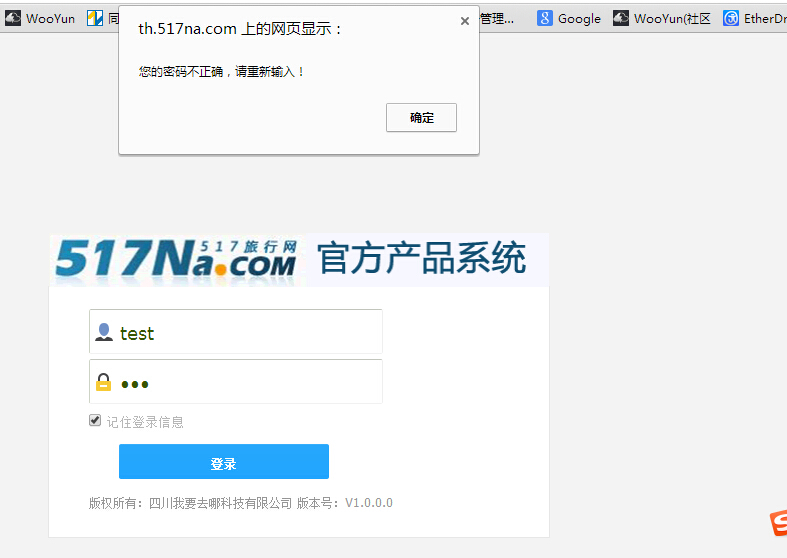 WooYun 同
管理... Google WooYun(社区 EtherDr
th.517na.com 上的网页显示：
您的密码不正确，请重新输入！
确定
517Na.com 517旅行网 官方产品系统
test
记住登录信息
登录
版权所有：四川我要去哪科技有限公司 版本号：V1.0.0.0